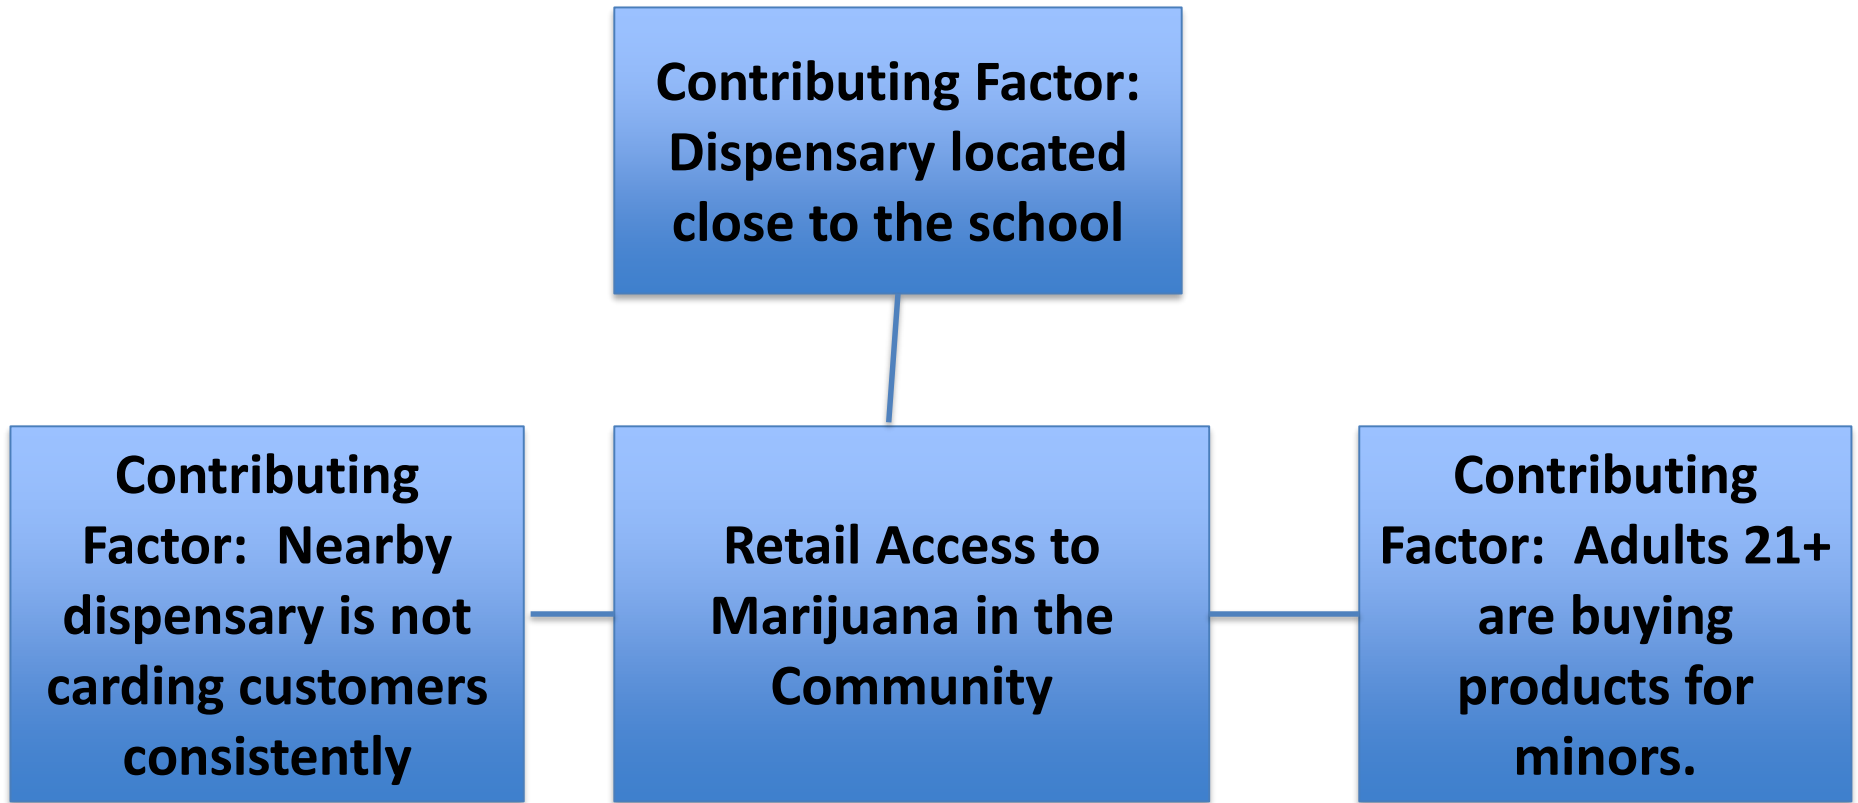 Contributing Factor:
Dispensary located
close to the school
Contributing
Factor:  Nearby
dispensary is not
carding customers
consistently
Retail Access to
Marijuana in the
Community
Contributing
Factor:  Adults 21+
are buying
products for
minors.